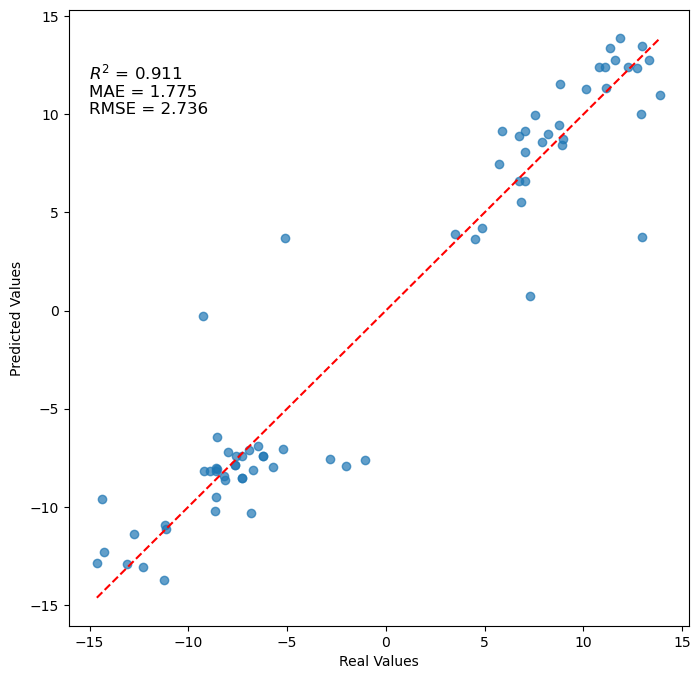 R² = 0.911
MAE = 1.775
RMSE = 2.736
15
10
5
0
−5
−10
−15
Predicted Values
−15 −10 −5 0 5 10 15
Real Values